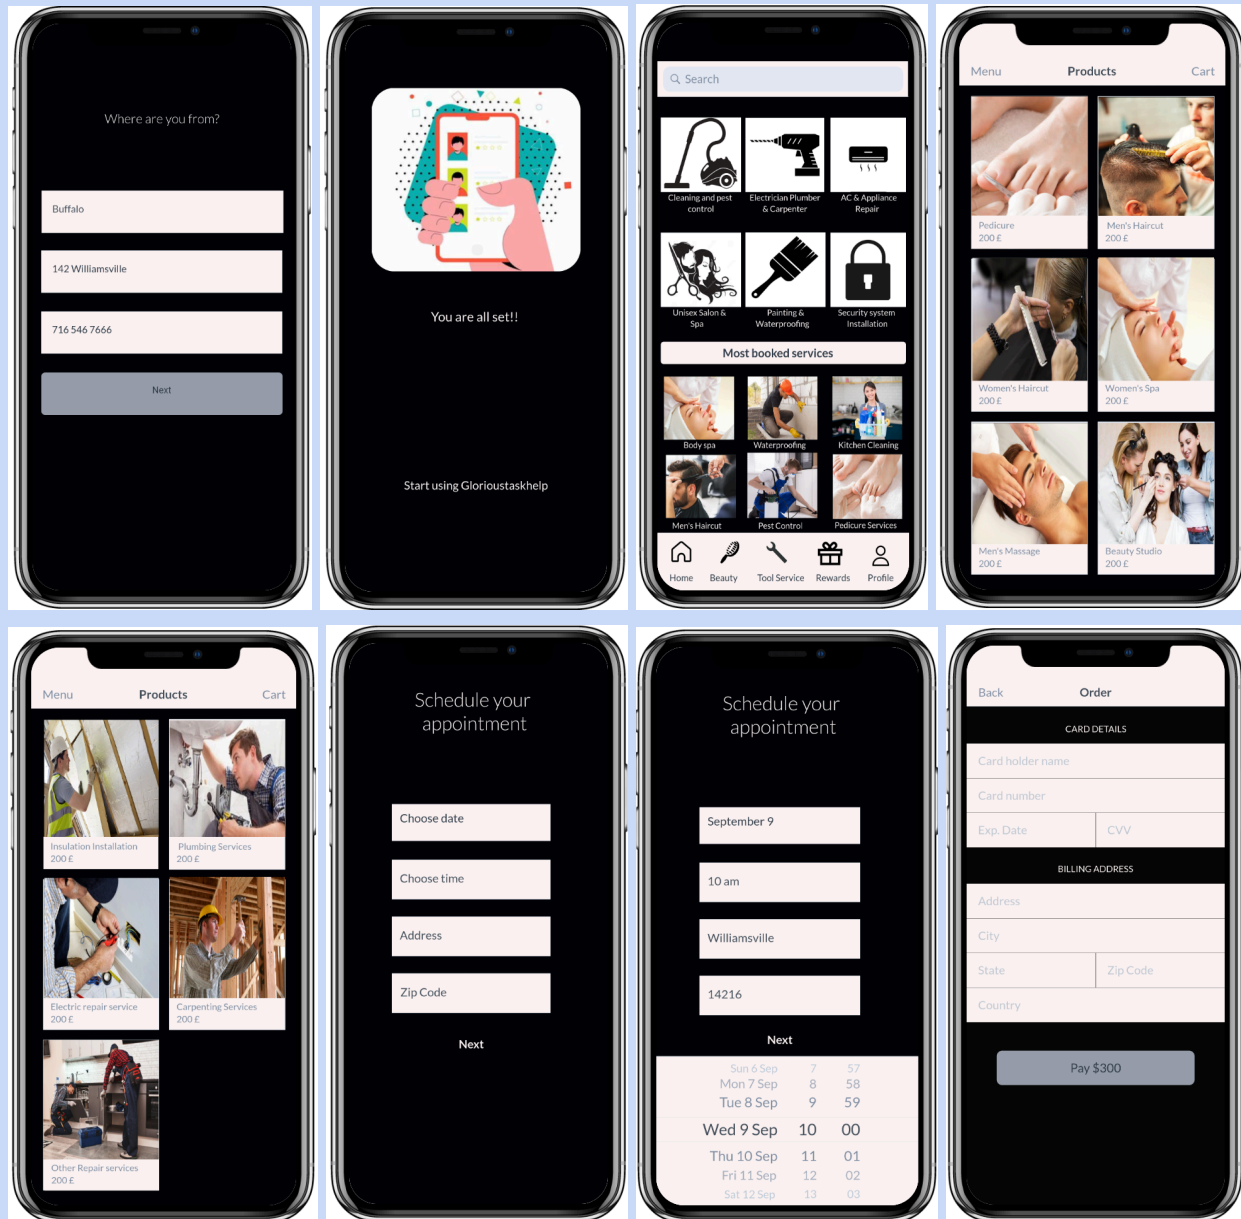 Where are you from?
Buffalo
142 Williamsville
716 546 7666
Next
You are all set!!
Start using Glorioustaskhelp
Search
Cleaning and pest
control
Electrician Plumber
& Carpenter
AC & Appliance
Repair
Unisex Salon &
Spa
Painting &
Waterproofing
Security system
Installation
Most booked services
Body spa
Waterproofing
Kitchen Cleaning
Men's Haircut
Pest Control
Pedicure Services
Home
Beauty
Tool Service
Rewards
Profile
Menu
Products
Cart
Pedicure
200 £
Men's Haircut
200 £
Women's Haircut
200 £
Women's Spa
200 £
Men's Massage
200 £
Beauty Studio
200 £
Menu
Products
Cart
Insulation Installation
200 £
Plumbing Services
200 £
Electric repair service
200 £
Carpenting Services
200 £
Other Repair services
200 £
Schedule your
appointment
Choose date
Choose time
Address
Zip Code
Next
Schedule your
appointment
September 9
10 am
Williamsville
14216
Next
Sun 6 Sep 7 57
Mon 7 Sep 8 58
Tue 8 Sep 9 59
Wed 9 Sep 10 00
Thu 10 Sep 11 01
Fri 11 Sep 12 02
Sat 12 Sep 13 03
Back
Order
CARD DETAILS
Card holder name
Card number
Exp. Date
CVV
BILLING ADDRESS
Address
City
State
Zip Code
Country
Pay $300